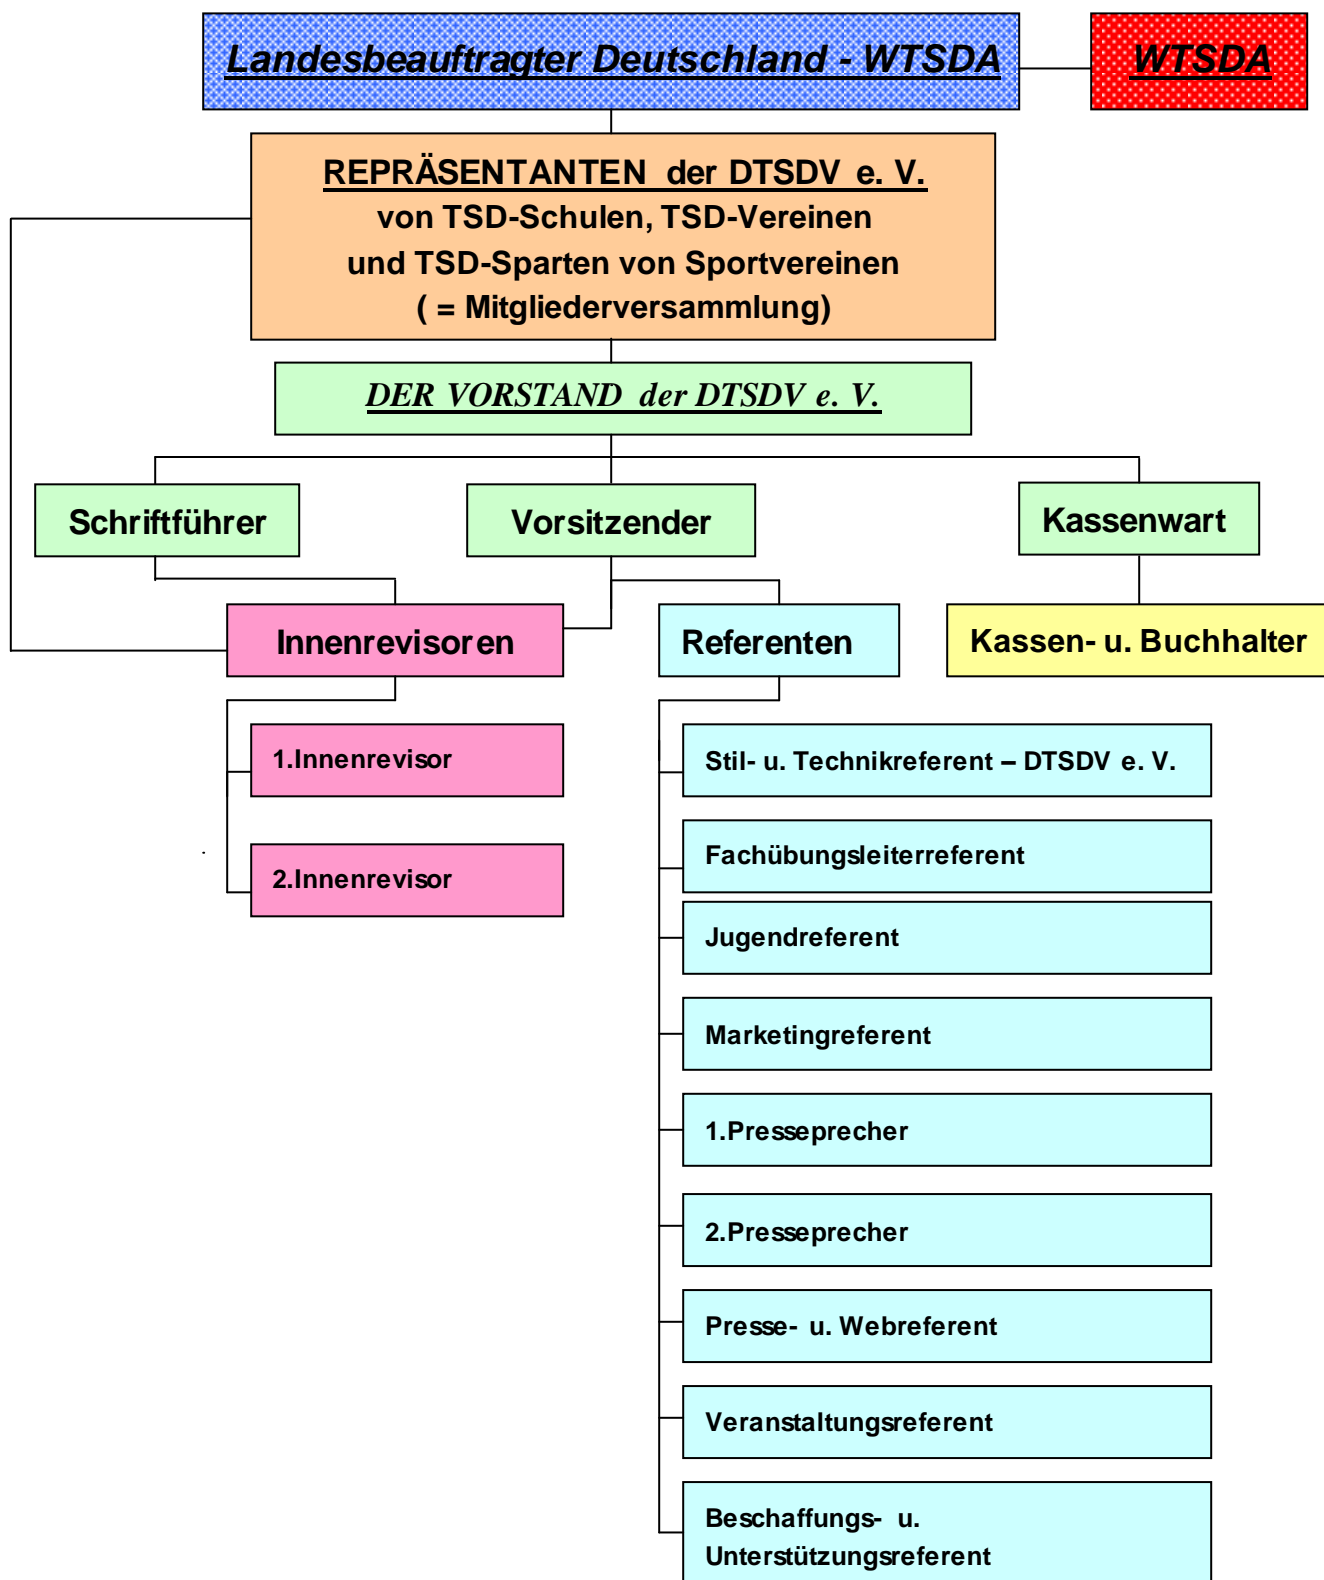 Landesbeauftragter Deutschland - WTSDA
WTSDA
REPRÄSENTANTEN der DTSDV e. V.
von TSD-Schulen, TSD-Vereinen
und TSD-Sparten von Sportvereinen
( = Mitgliederversammlung)
DER VORSTAND der DTSDV e. V.
Schriftführer
Vorsitzender
Kassenwart
Innenrevisoren
Referenten
Kassen- u. Buchhalter
1.Innenrevisor
2.Innenrevisor
Stil- u. Technikreferent – DTSDV e. V.
Fachübungsleiterreferent
Jugendreferent
Marketingreferent
1.Presseprecher
2.Presseprecher
Presse- u. Webreferent
Veranstaltungsreferent
Beschaffungs- u.
Unterstützungsreferent